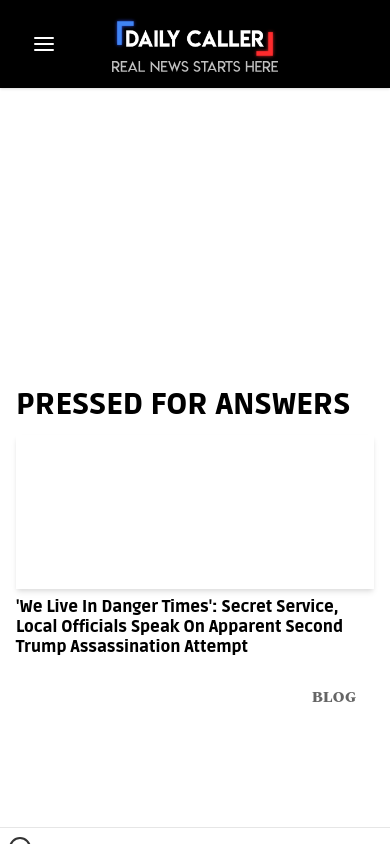 DAILY CALLER
REAL NEWS STARTS HERE
PRESSED FOR ANSWERS
'We Live In Danger Times': Secret Service,
Local Officials Speak On Apparent Second
Trump Assassination Attempt
BLOG